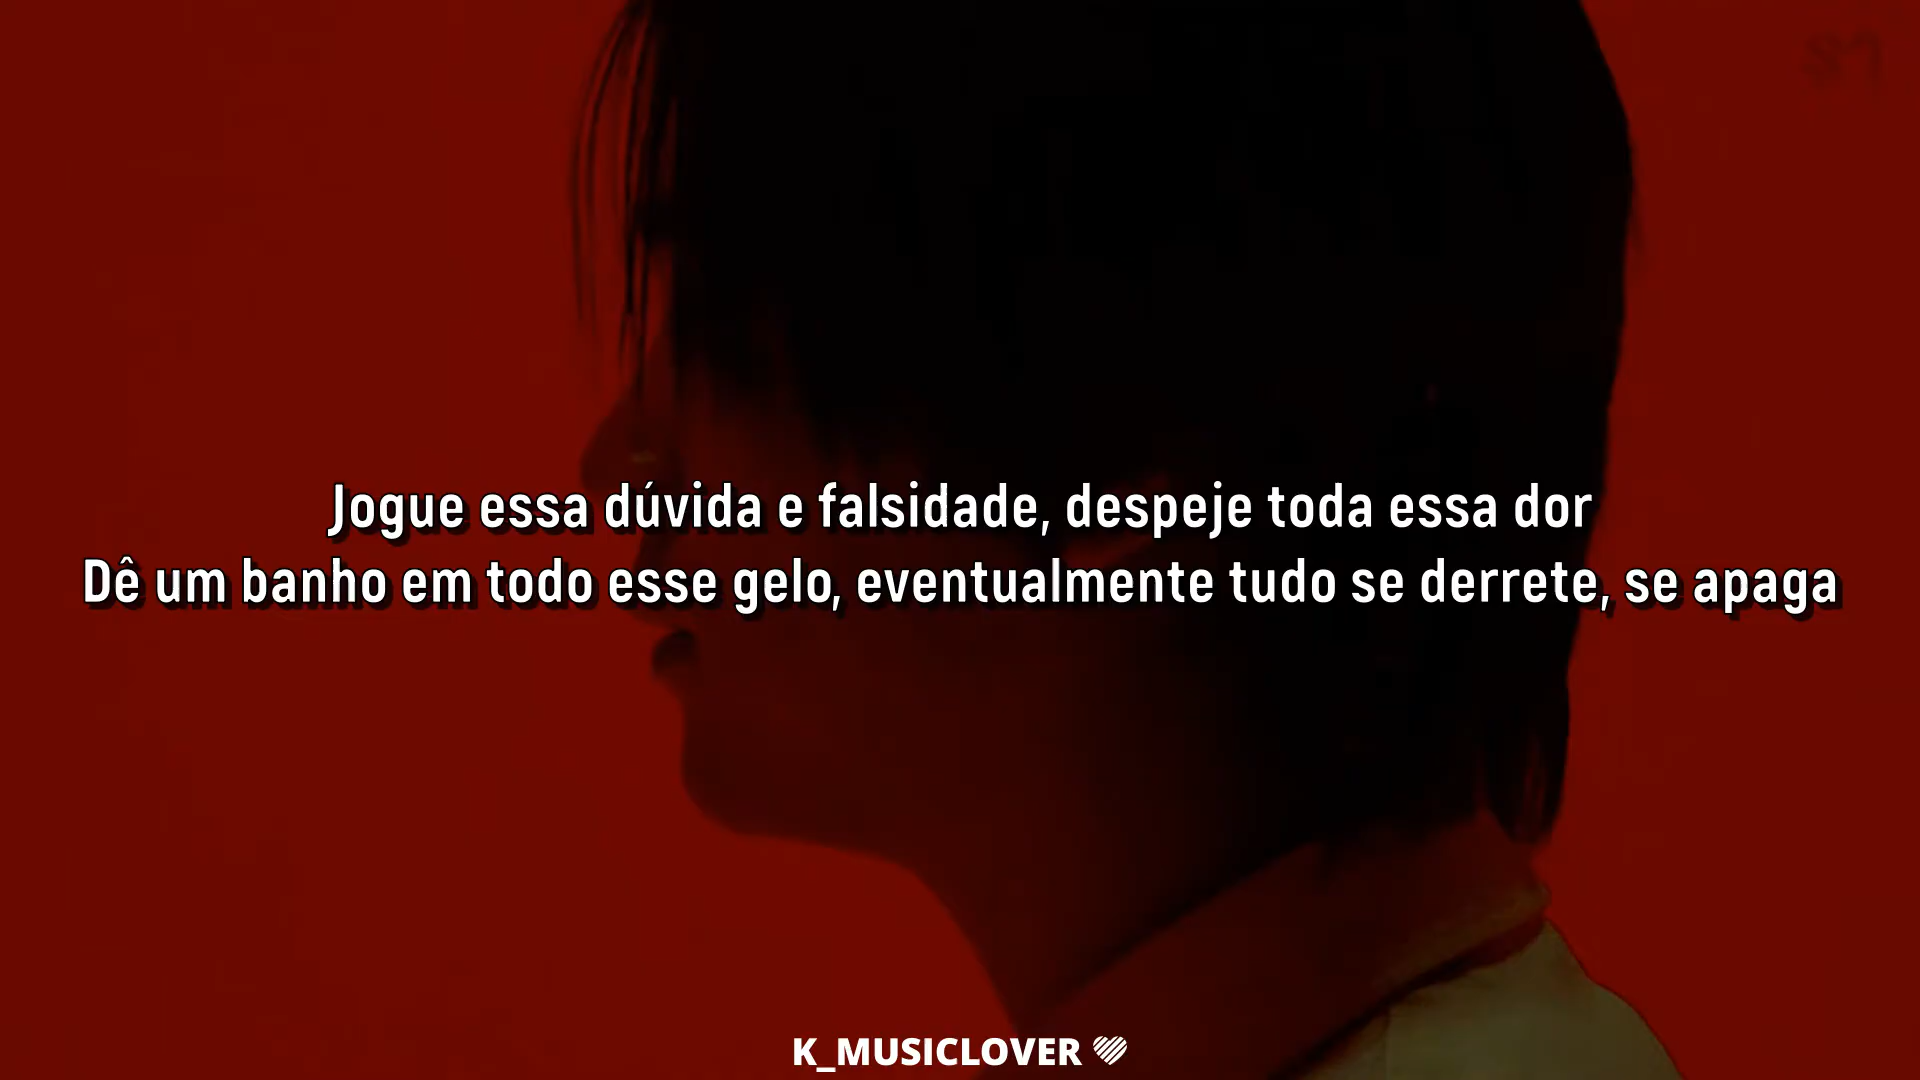 SM
Jogue essa dúvida e falsidade, despeje toda essa dor
Dê um banho em todo esse gelo, eventualmente tudo se derrete, se apaga
K_MUSICLOVER